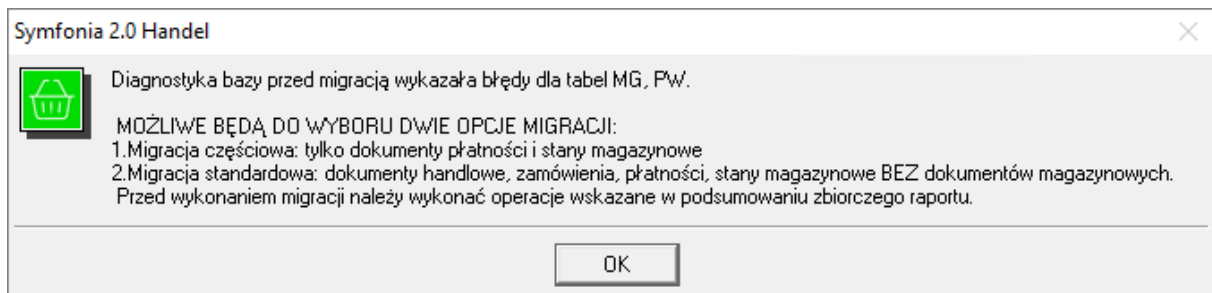 Symfonia 2.0 Handel
Diagnostyka bazy przed migracją wykazała błędy dla tabel MG, PW.
MOŻLIWE BĘDĄ DO WYBORU DWIE OPCJE MIGRACJI:
1.Migracja częściowa: tylko dokumenty płatności i stany magazynowe
2.Migracja standardowa: dokumenty handlowe, zamówienia, płatności, stany magazynowe BEZ dokumentów magazynowych.
Przed wykonaniem migracji należy wykonać operacje wskazane w podsumowaniu zbiorczego raportu.
OK